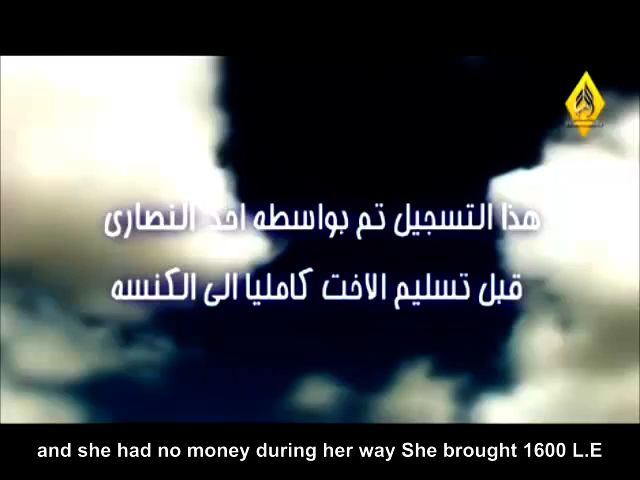 هذا التسجيل تم بواسطه احد النصارى
قبل تسليم الاخت كامليا الى الكنسه
and she had no money during her way She brought 1600 L.E